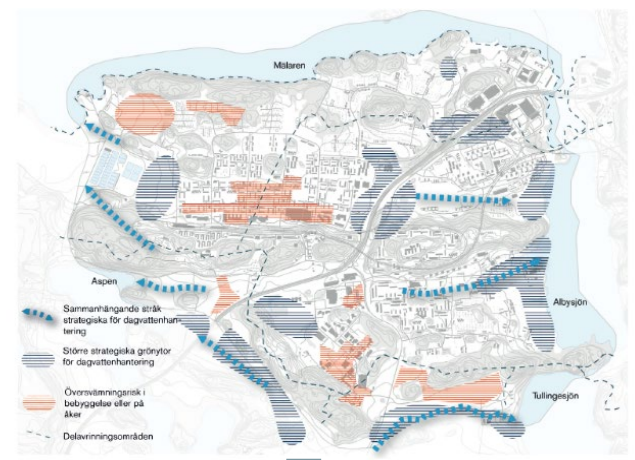 Mälaren
Aspen
Albysjön
Tullingesjön
Sammanhängande stråk
strategiska för dagvattenhan-
tering
Större strategiska grönytor
för dagvattenhantering
Översvämningsrisk i
bebyggelse eller på
åker
Delavrinningsområden